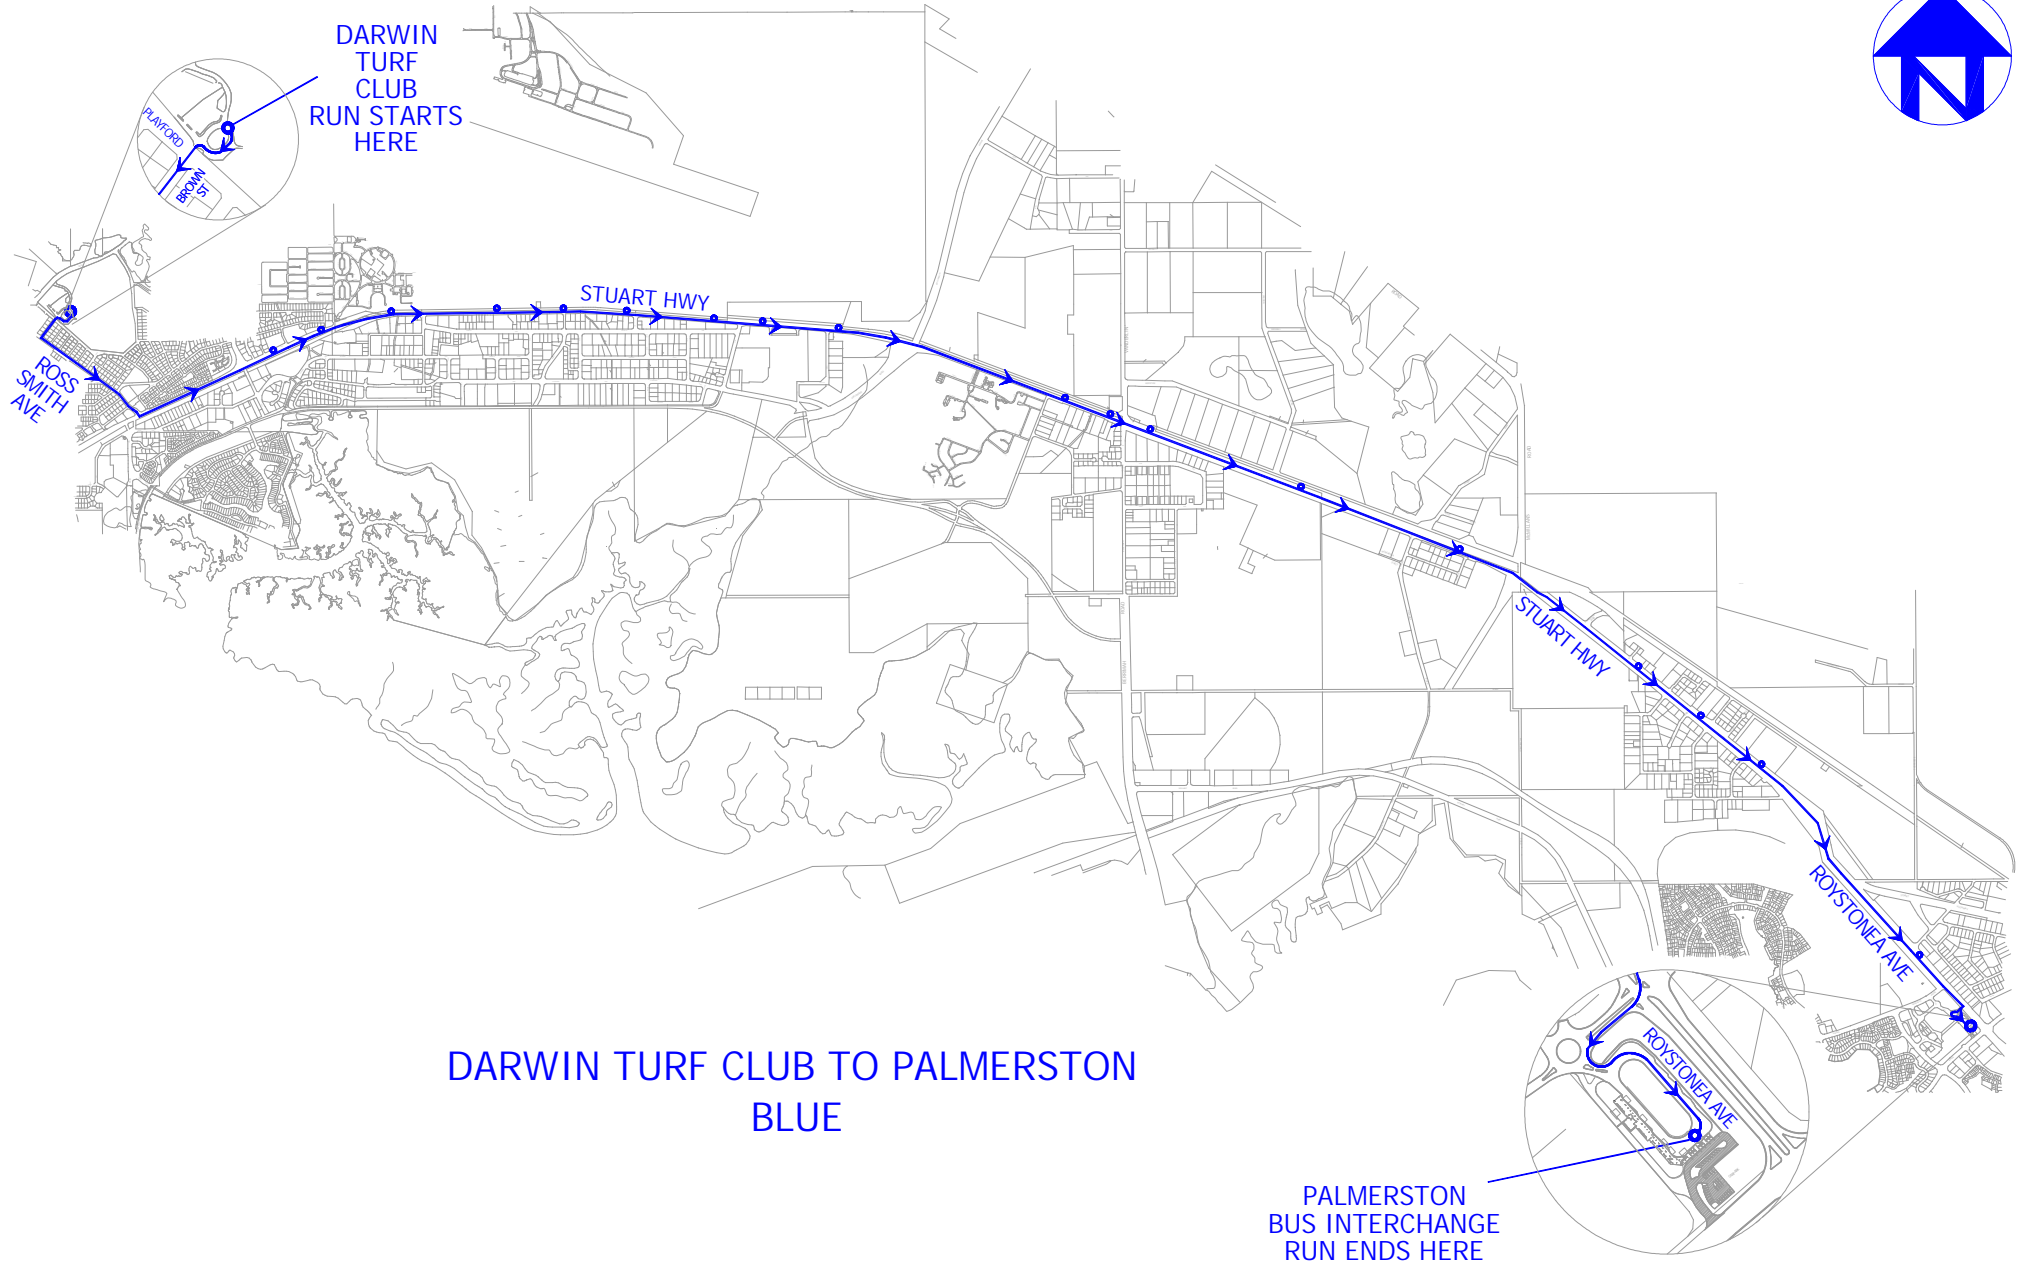 DARWIN
TURF
CLUB
RUN STARTS
HERE
PLAYFORD
BROWN
ST
N
STUART HWY
ROSS
SMITH
AVE
STUART HWY
ROYSTONEA AVE
ROYSTONEA AVE
DARWIN TURF CLUB TO PALMERSTON
BLUE
PALMERSTON
BUS INTERCHANGE
RUN ENDS HERE